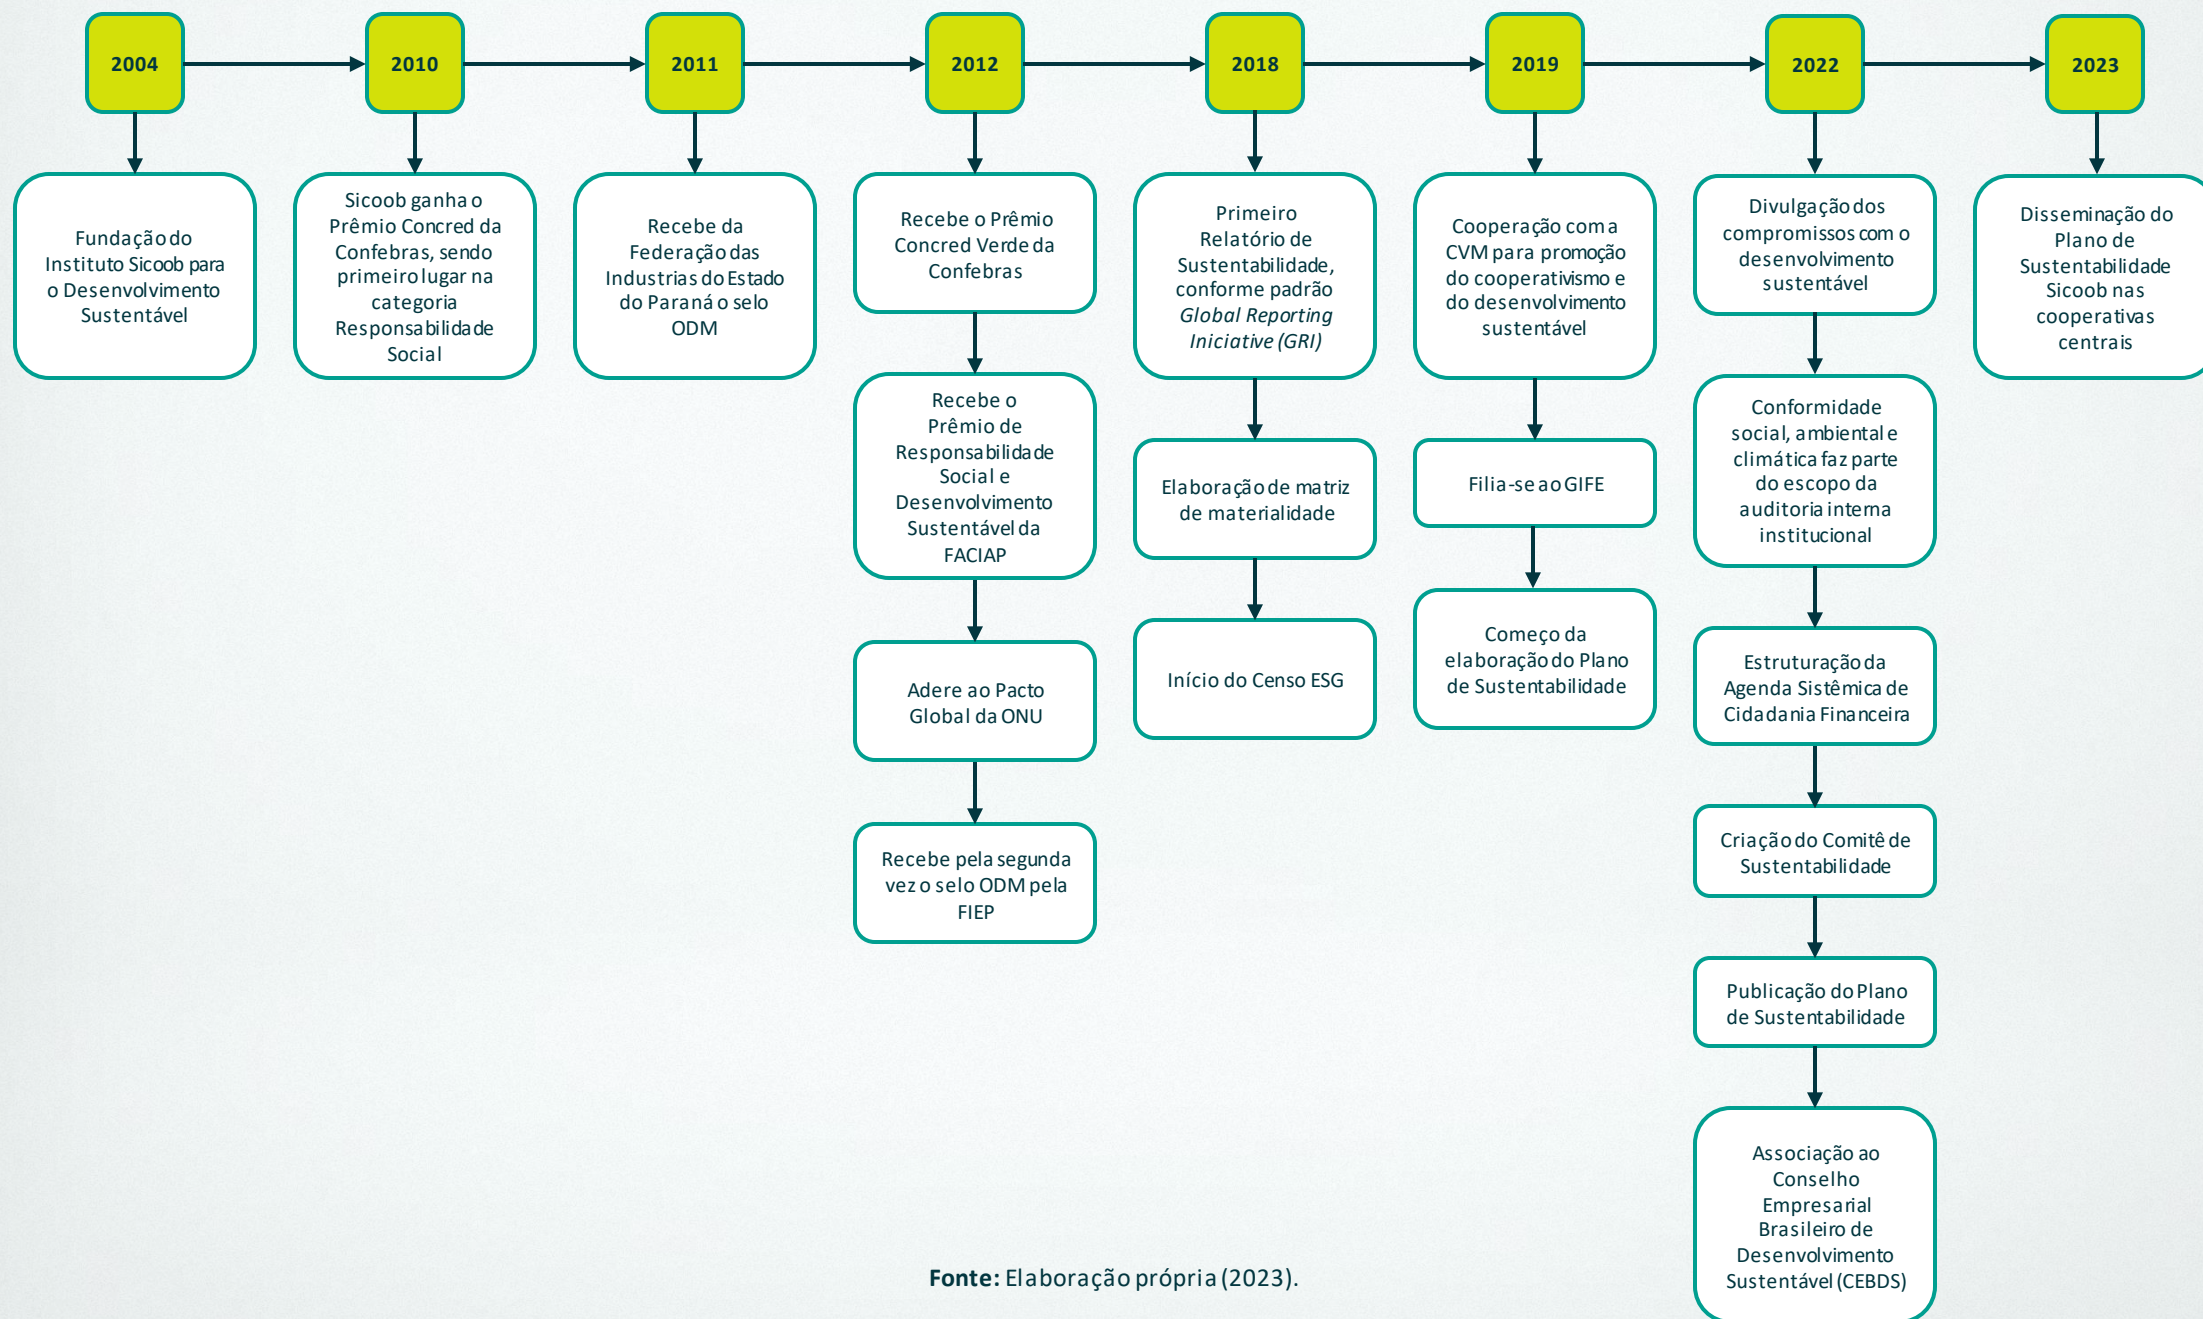 2004
2010
2011
2012
2018
2019
2022
2023
Fundação do
Instituto Sicoob para
o Desenvolvimento
Sustentável
Sicoob ganha o
Prêmio Concred da
Confebras, sendo
primeiro lugar na
categoria
Responsabilidade
Social
Recebe da
Federação das
Industrias do Estado
do Paraná o selo
ODM
Recebe o Prêmio
Concred Verde da
Confebras
Recebe o
Prêmio de
Responsabilidade
Social e
Desenvolvimento
Sustentável da
FACIAP
Adere ao Pacto
Global da ONU
Recebe pela segunda
vez o selo ODM pela
FIEP
Primeiro
Relatório de
Sustentabilidade,
conforme padrão
Global Reporting
Iniciative (GRI)
Elaboração de matriz
de materialidade
Início do Censo ESG
Cooperação com a
CVM para promoção
do cooperativismo e
do desenvolvimento
sustentável
Filia-se ao GIFE
Começo da
elaboração do Plano
de Sustentabilidade
Divulgação dos
compromissos com o
desenvolvimento
sustentável
Conformidade
social, ambiental e
climática faz parte
do escopo da
auditoria interna
institucional
Estruturação da
Agenda Sistêmica de
Cidadania Financeira
Criação do Comitê de
Sustentabilidade
Publicação do Plano
de Sustentabilidade
Associação ao
Conselho
Empresarial
Brasileiro de
Desenvolvimento
Sustentável (CEBDS)
Disseminação do
Plano de
Sustentabilidade
Sicoob nas
cooperativas
centrais
Fonte: Elaboração própria (2023).